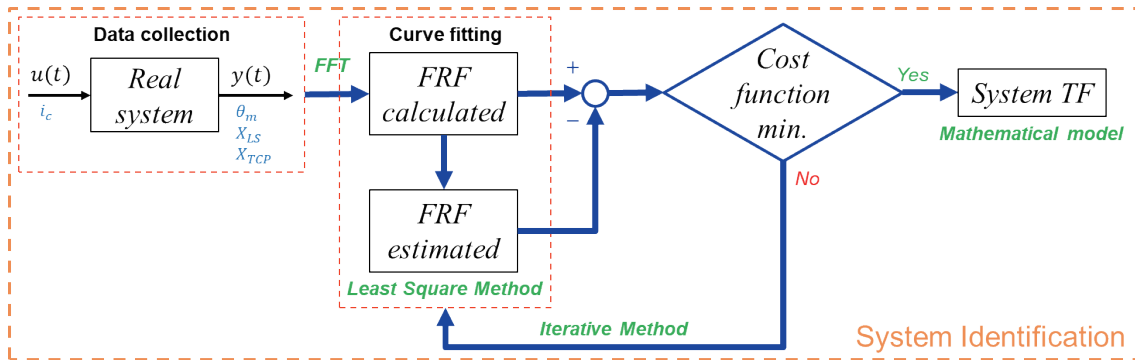 Data collection
u(t)
i_c
Real
system
y(t)
θ_m
X_LS
X_TCP
FFT
Curve fitting
FRF
calculated
FRF
estimated
Least Square Method
+
−
Cost
function
min.
Yes
No
System TF
Mathematical model
Iterative Method
System Identification